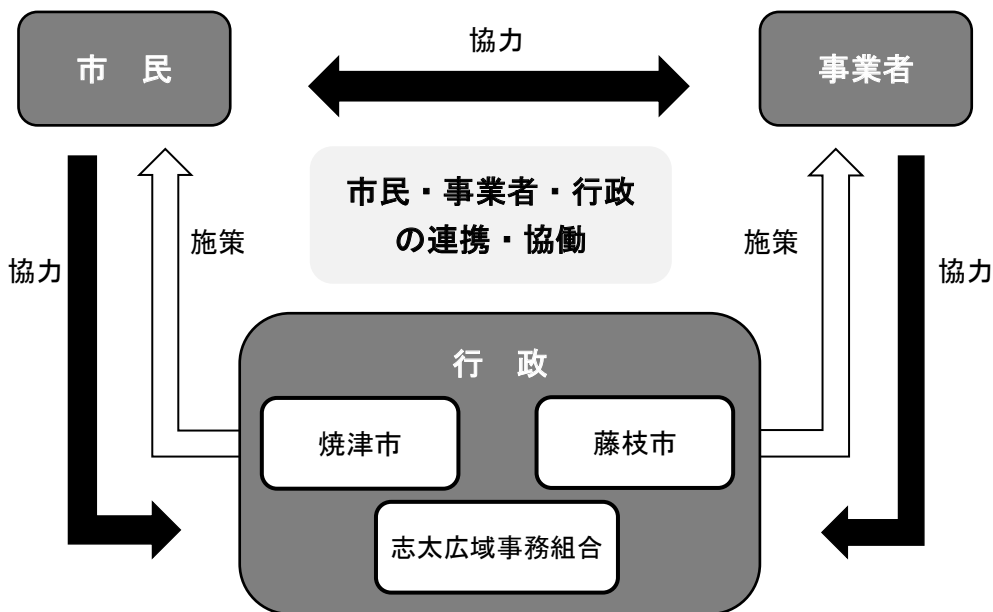 協力
市　民
事業者
市民・事業者・行政
の連携・協働
施策
施策
協力
協力
行　政
焼津市
藤枝市
志太広域事務組合